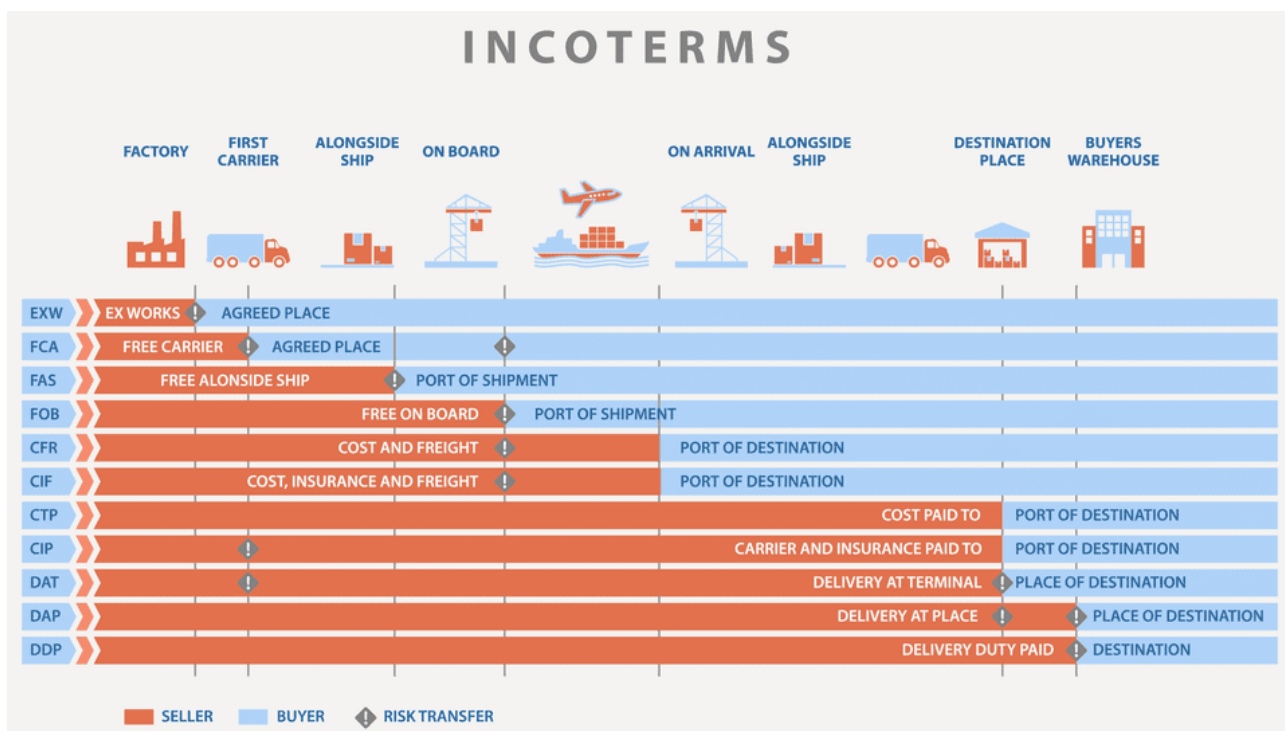 INCOTERMS
FACTORY
FIRST
CARRIER
ALONGSIDE
SHIP
ON BOARD
ON ARRIVAL
ALONGSIDE
SHIP
DESTINATION
PLACE
BUYERS
WAREHOUSE
EXW EX WORKS ! AGREED PLACE
FCA FREE CARRIER ! AGREED PLACE !
FAS FREE ALONSIDE SHIP ! PORT OF SHIPMENT
FOB FREE ON BOARD ! PORT OF SHIPMENT
CFR COST AND FREIGHT ! PORT OF DESTINATION
CIF COST, INSURANCE AND FREIGHT ! PORT OF DESTINATION
CTP COST PAID TO PORT OF DESTINATION
CIP ! CARRIER AND INSURANCE PAID TO PORT OF DESTINATION
DAT ! DELIVERY AT TERMINAL ! PLACE OF DESTINATION
DAP DELIVERY AT PLACE ! ! PLACE OF DESTINATION
DDP DELIVERY DUTY PAID ! DESTINATION
SELLER BUYER ! RISK TRANSFER